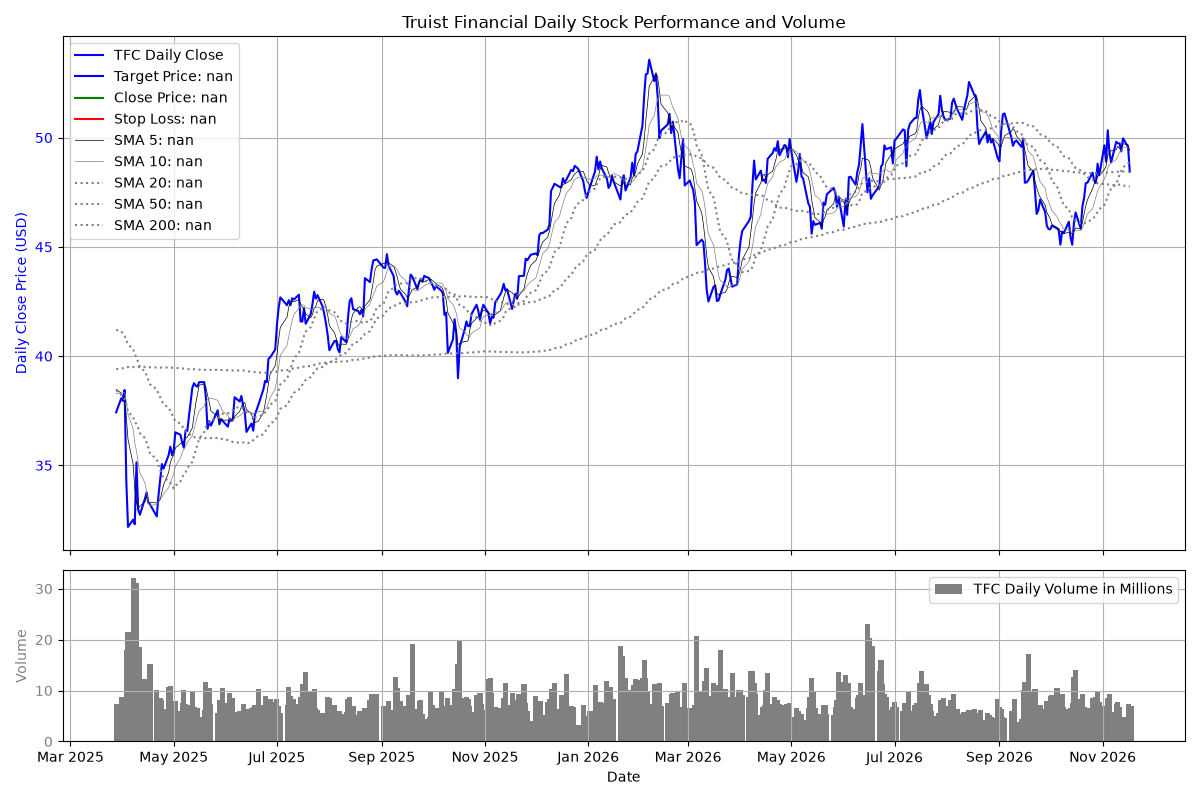 Truist Financial Daily Stock Performance and Volume
TFC Daily Close
Target Price: nan
Close Price: nan
Stop Loss: nan
SMA 5: nan
SMA 10: nan
SMA 20: nan
SMA 50: nan
SMA 200: nan
Daily Close Price (USD)
50
45
40
35
TFC Daily Volume in Millions
Volume
30
20
10
0
Mar 2025
May 2025
Jul 2025
Sep 2025
Nov 2025
Jan 2026
Mar 2026
May 2026
Jul 2026
Sep 2026
Nov 2026
Date